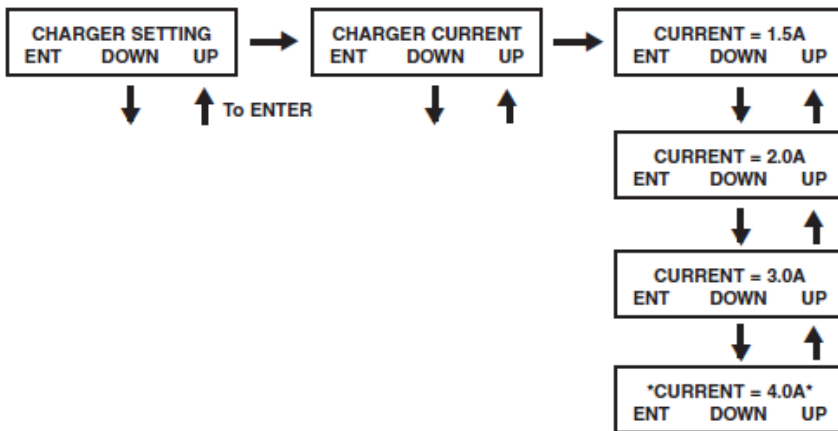 CHARGER SETTING
ENT DOWN UP
To ENTER
CHARGER CURRENT
ENT DOWN UP
CURRENT = 1.5A
ENT DOWN UP
CURRENT = 2.0A
ENT DOWN UP
CURRENT = 3.0A
ENT DOWN UP
*CURRENT = 4.0A*
ENT DOWN UP